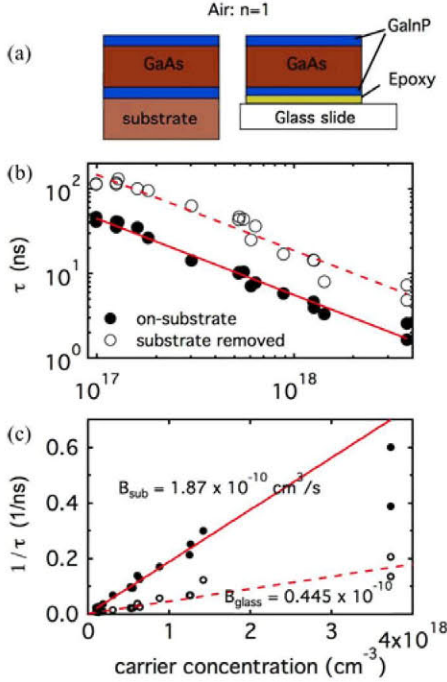 Air: n=1
(a)
GaInP
GaAs
GaAs
Epoxy
substrate
Glass slide
(b)
10²
10¹
10⁰
τ (ns)
on-substrate
substrate removed
10¹⁷
10¹⁸
(c)
0.6
0.4
0.2
0.0
1/τ (1/ns)
B_sub = 1.87 x 10⁻¹⁰ cm³/s
B_glass = 0.445 x 10⁻¹⁰
0
1
2
3
4x10¹⁸
carrier concentration (cm⁻³)